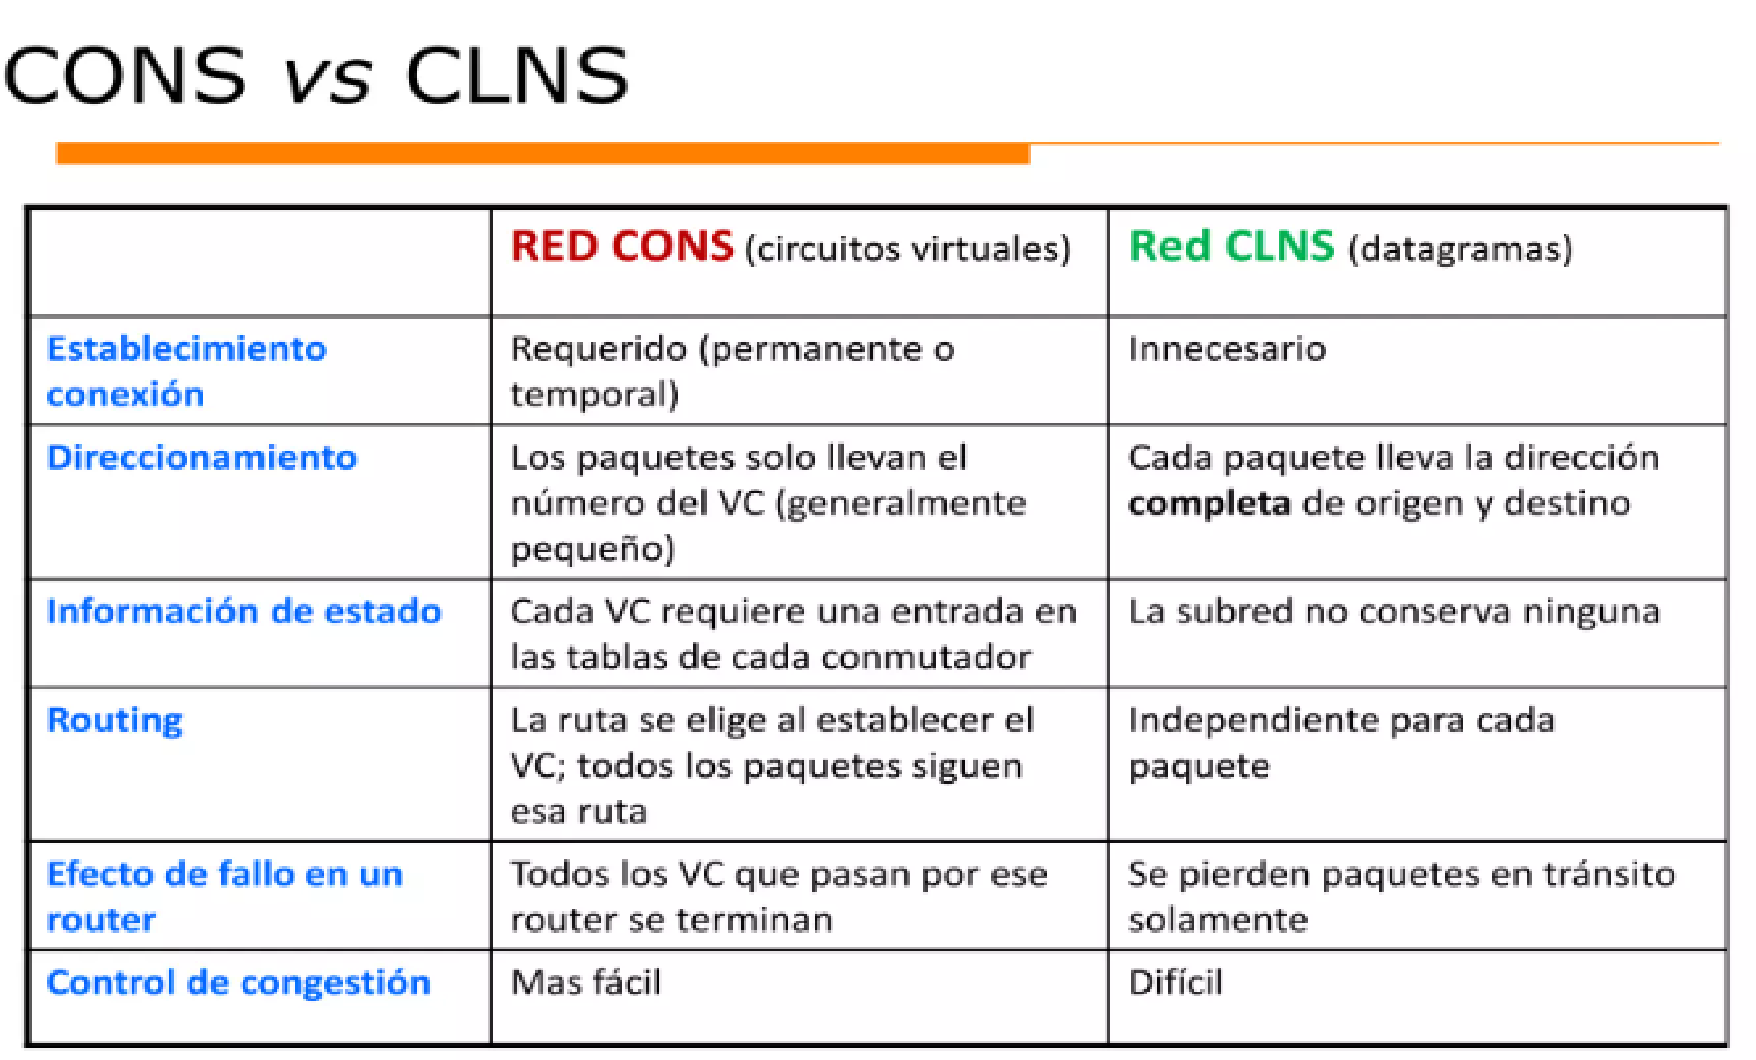 CONS vs CLNS
RED CONS (circuitos virtuales)
Red CLNS (datagramas)
Establecimiento
conexión
Requerido (permanente o
temporal)
Innecesario
Direccionamiento
Los paquetes solo llevan el
número del VC (generalmente
pequeño)
Cada paquete lleva la dirección
completa de origen y destino
Información de estado
Cada VC requiere una entrada en
las tablas de cada conmutador
La subred no conserva ninguna
Routing
La ruta se elige al establecer el
VC; todos los paquetes siguen
esa ruta
Independiente para cada
paquete
Efecto de fallo en un
router
Todos los VC que pasan por ese
router se terminan
Se pierden paquetes en tránsito
solamente
Control de congestión
Mas fácil
Difícil